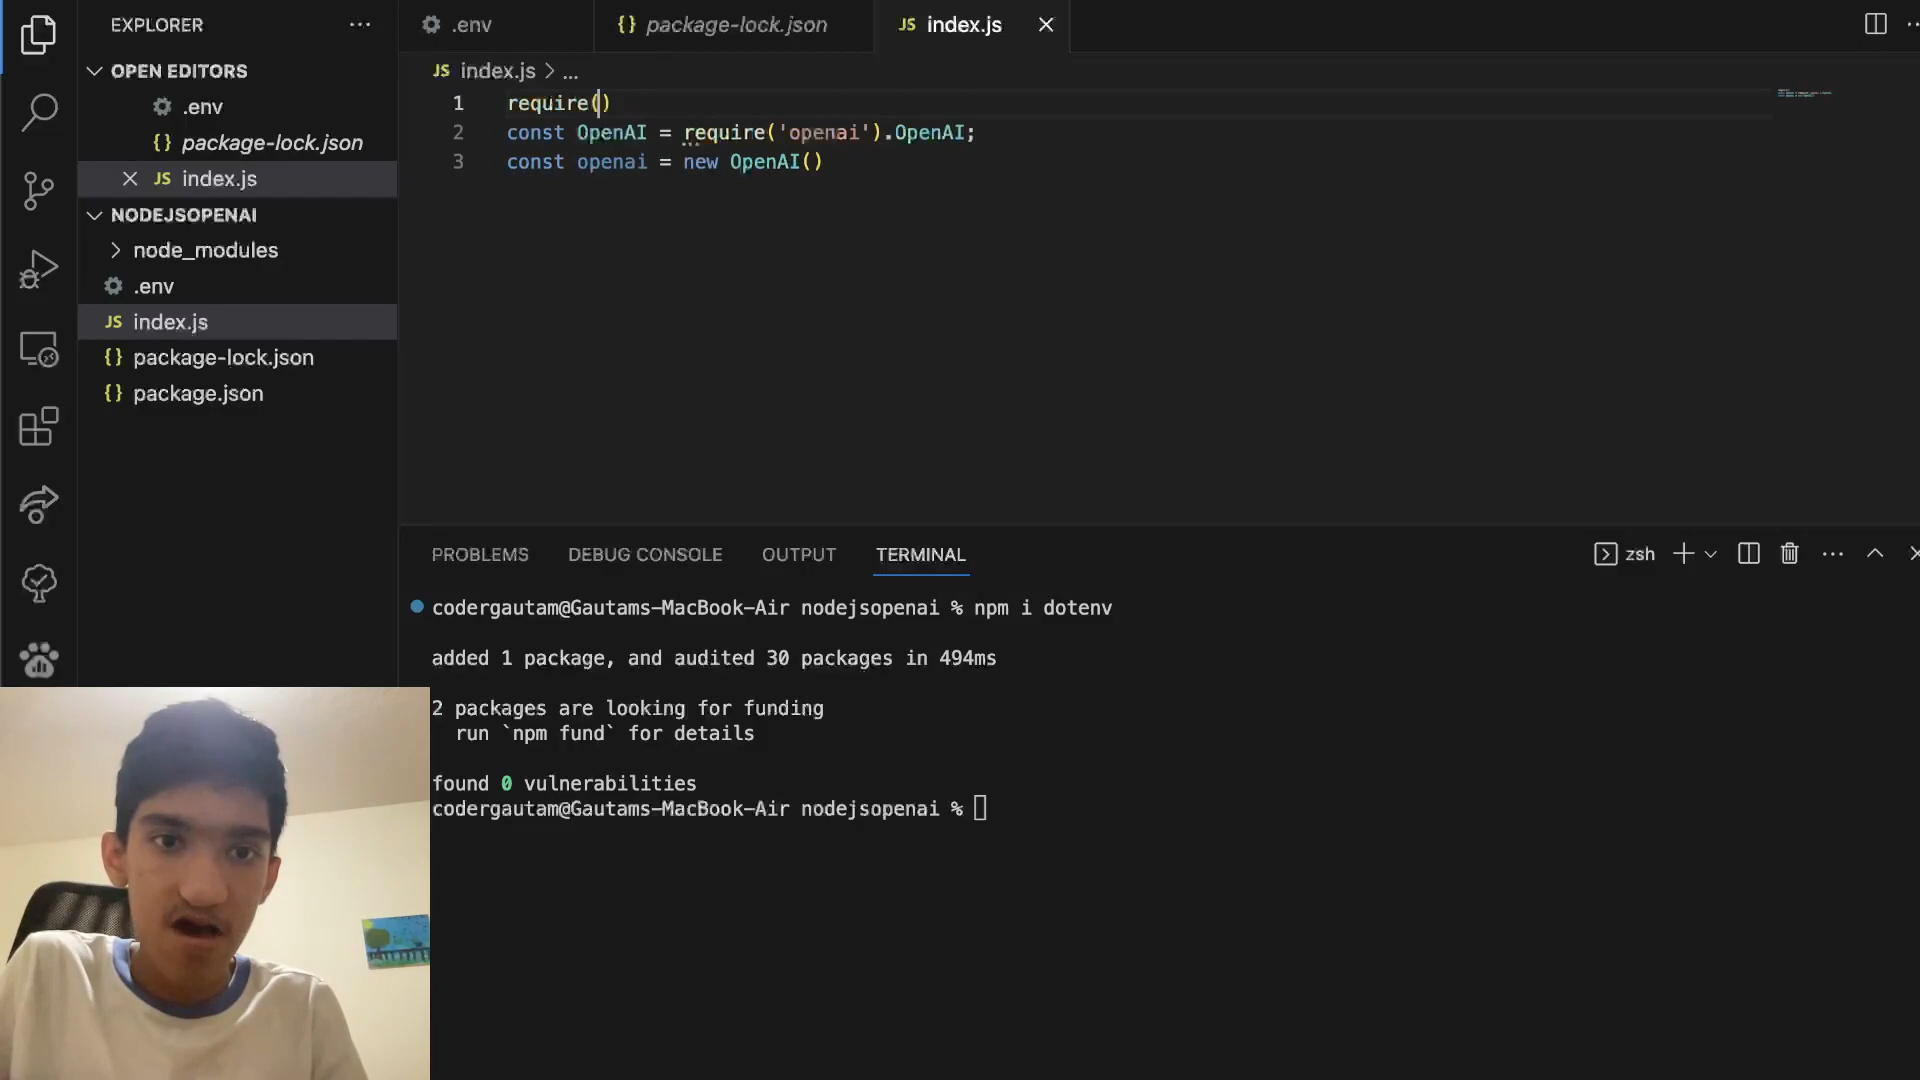 EXPLORER
.env
package-lock.json
JS index.js
OPEN EDITORS
.env
{} package-lock.json
JS index.js
NODEJSOPENAI
node_modules
.env
JS index.js
{} package-lock.json
{} package.json
JS index.js > ...
1 require()
2 const OpenAI = require('openai').OpenAI;
3 const openai = new OpenAI()
PROBLEMS DEBUG CONSOLE OUTPUT TERMINAL
zsh
codergautam@Gautams-MacBook-Air nodejsopenai % npm i dotenv
added 1 package, and audited 30 packages in 494ms
2 packages are looking for funding
run `npm fund` for details
found 0 vulnerabilities
codergautam@Gautams-MacBook-Air nodejsopenai %